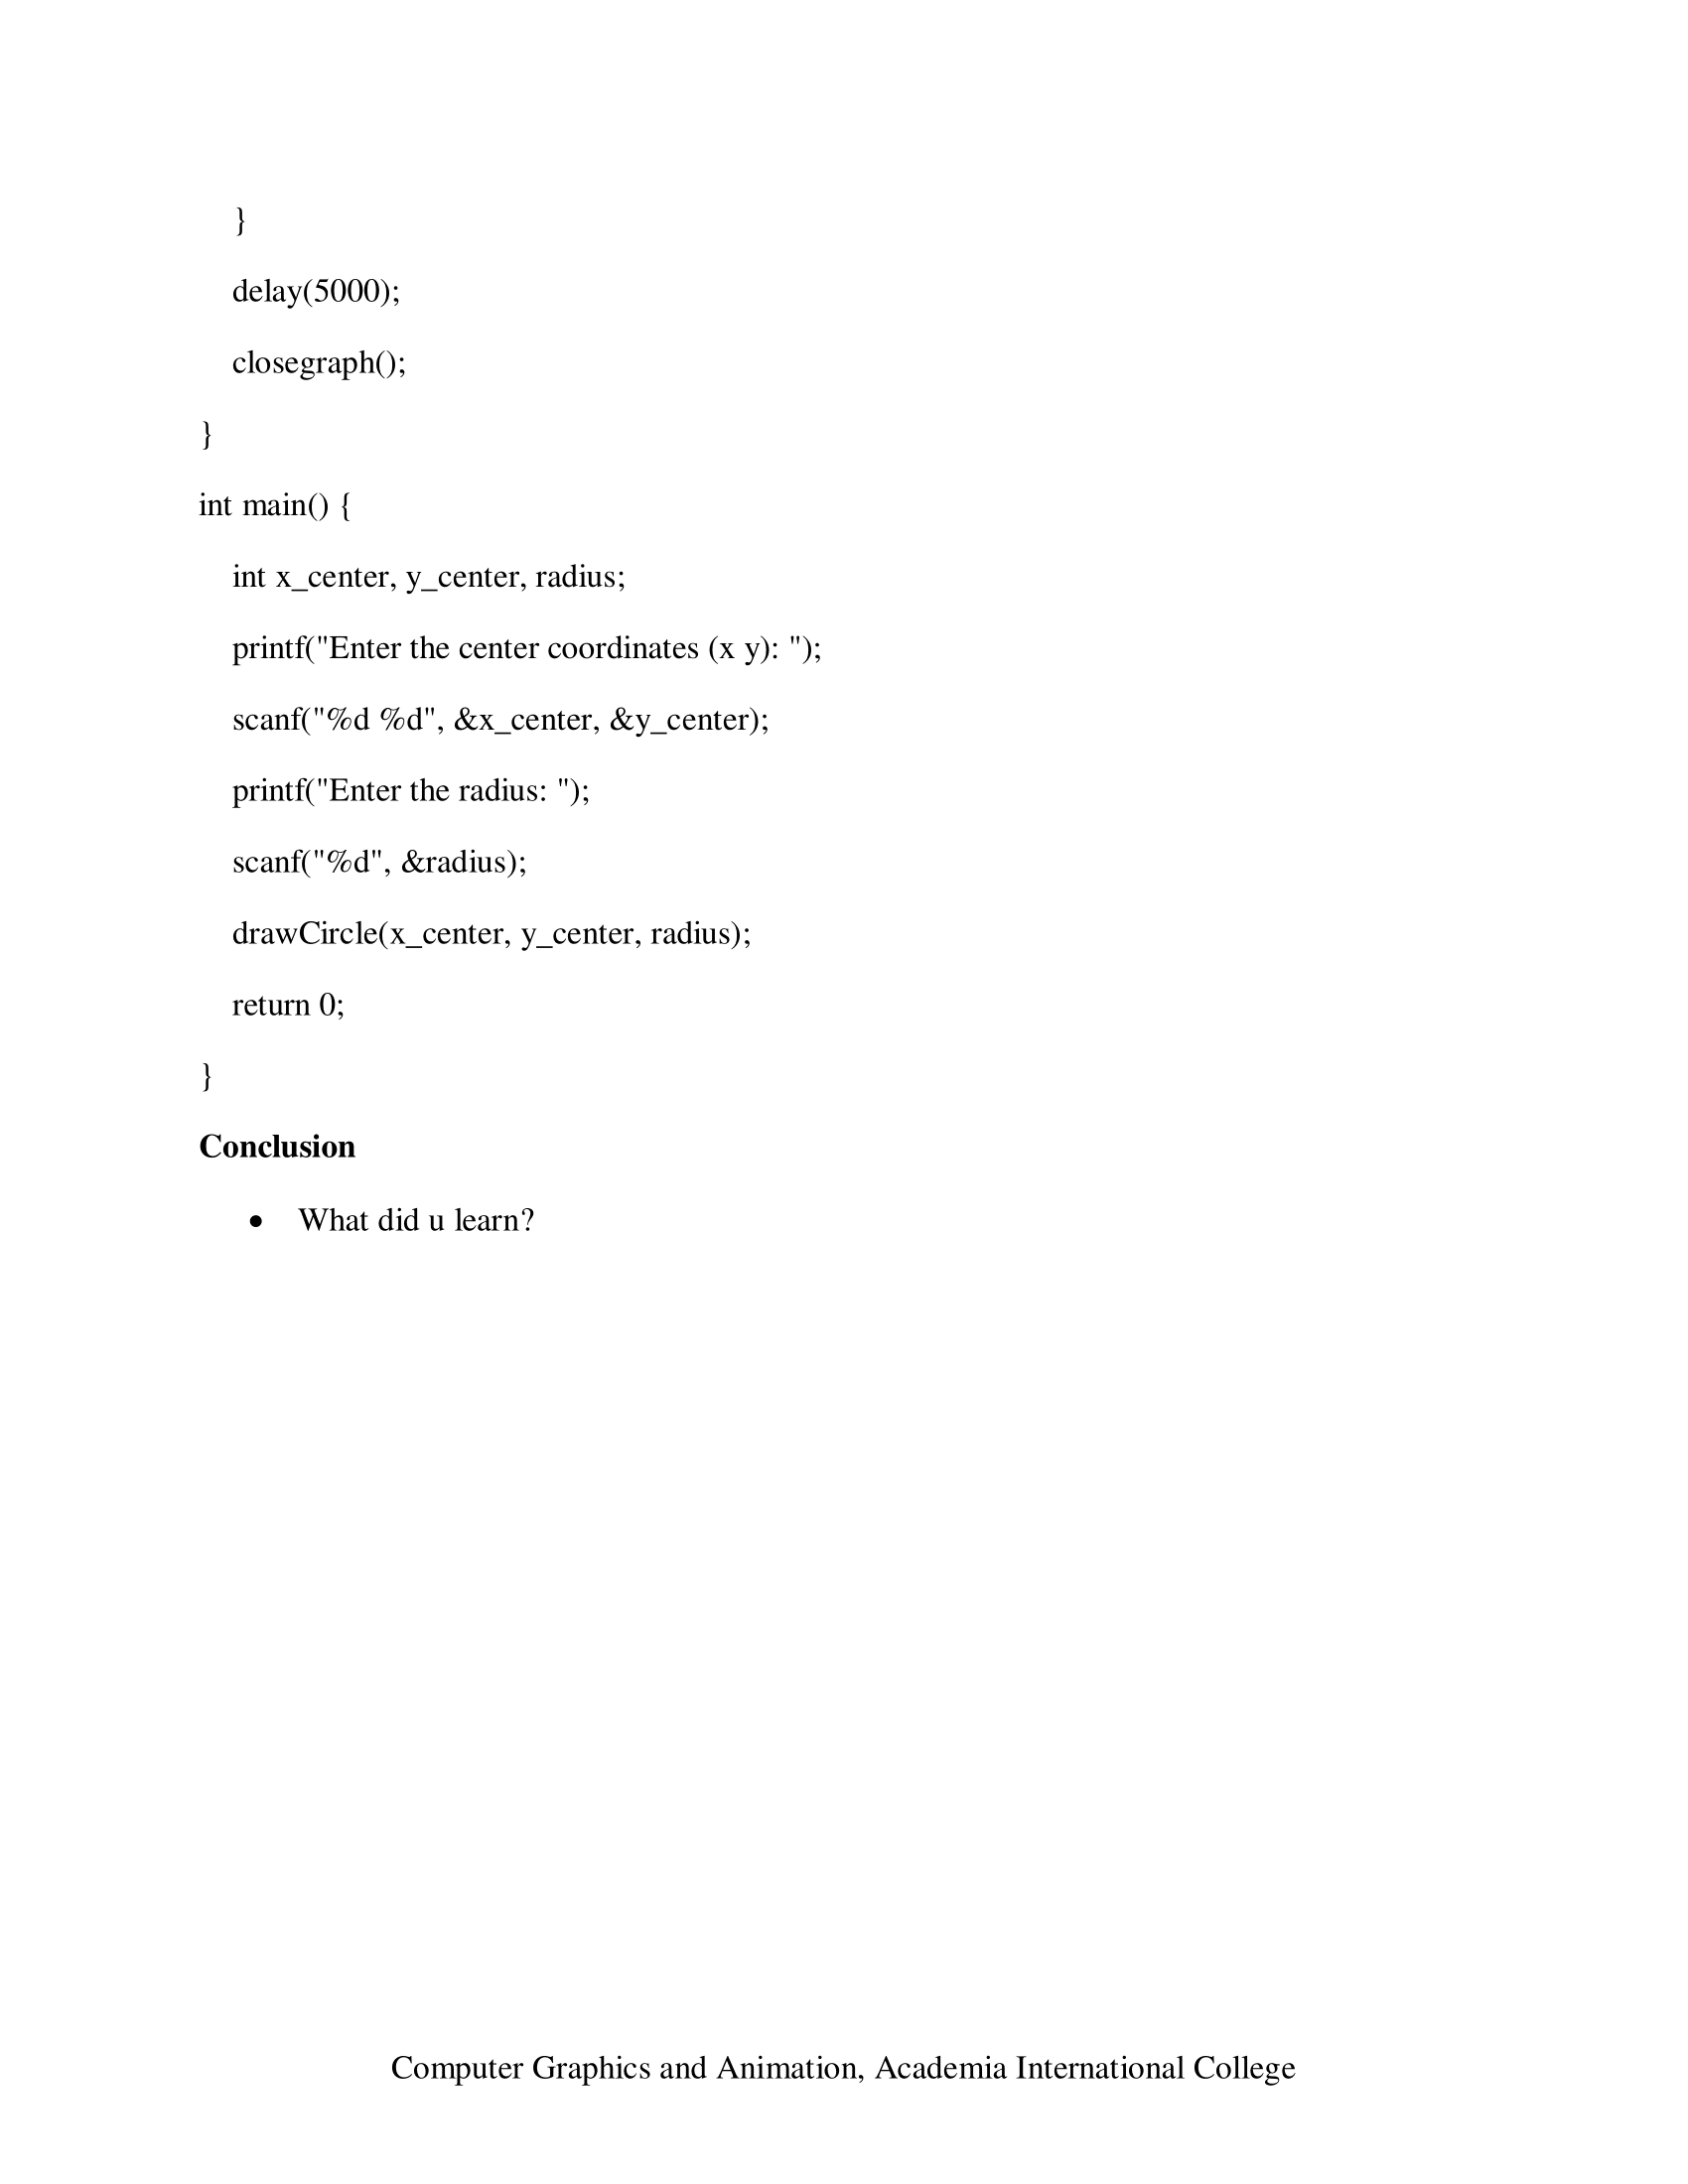 }
delay(5000);
closegraph();
}
int main() {
int x_center, y_center, radius;
printf("Enter the center coordinates (x y): ");
scanf("%d %d", &x_center, &y_center);
printf("Enter the radius: ");
scanf("%d", &radius);
drawCircle(x_center, y_center, radius);
return 0;
}
Conclusion
• What did u learn?
Computer Graphics and Animation, Academia International College